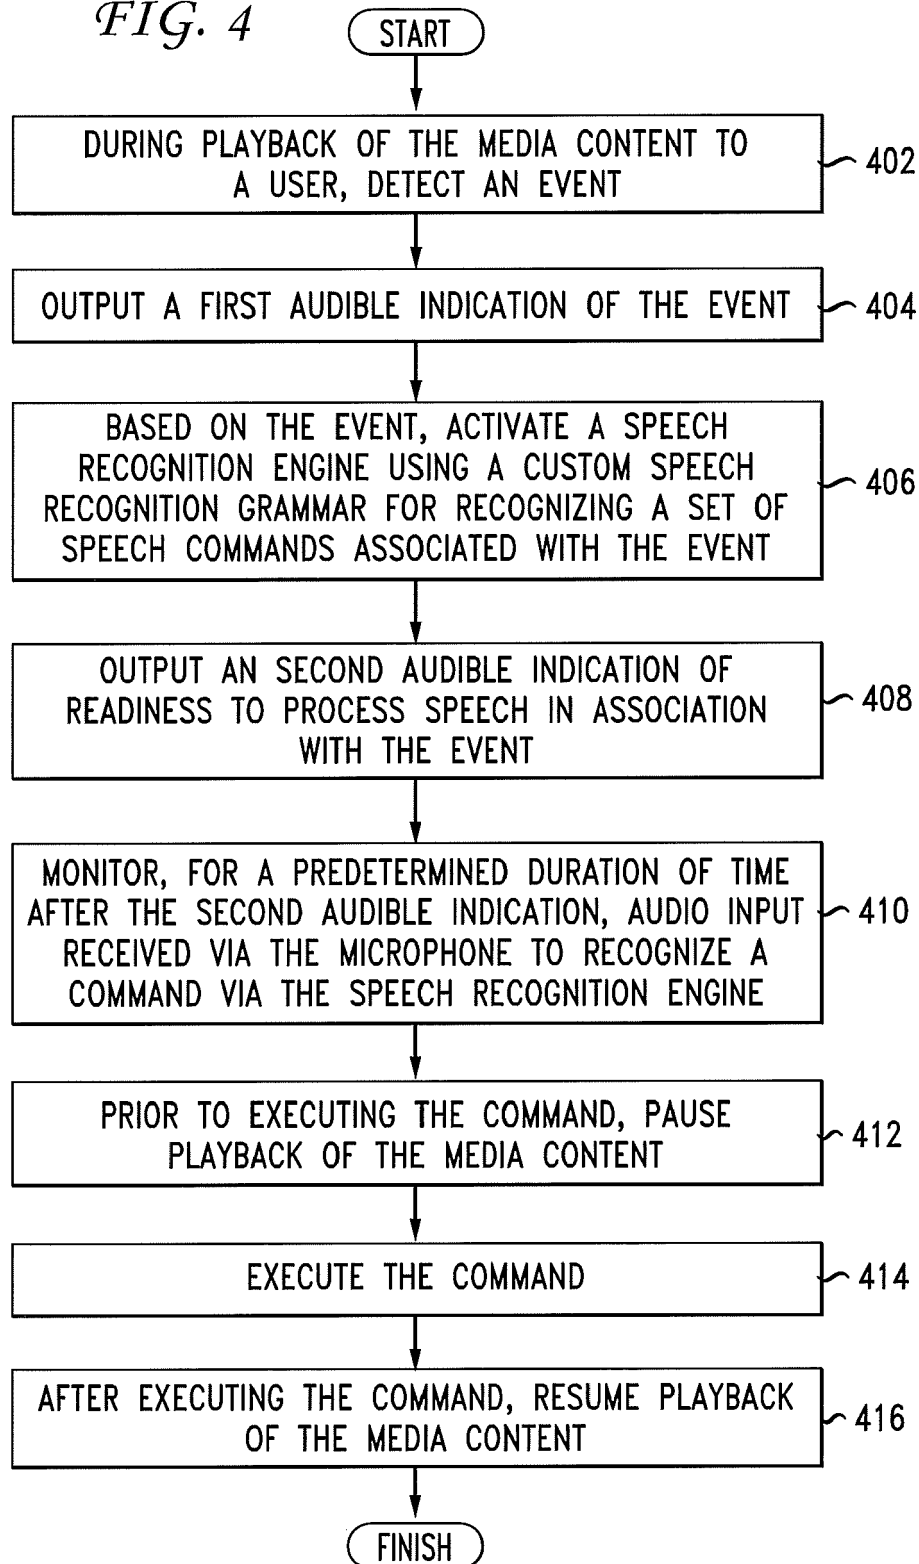 FIG. 4
START
DURING PLAYBACK OF THE MEDIA CONTENT TO
A USER, DETECT AN EVENT
402
OUTPUT A FIRST AUDIBLE INDICATION OF THE EVENT
404
BASED ON THE EVENT, ACTIVATE A SPEECH
RECOGNITION ENGINE USING A CUSTOM SPEECH
RECOGNITION GRAMMAR FOR RECOGNIZING A SET OF
SPEECH COMMANDS ASSOCIATED WITH THE EVENT
406
OUTPUT AN SECOND AUDIBLE INDICATION OF
READINESS TO PROCESS SPEECH IN ASSOCIATION
WITH THE EVENT
408
MONITOR, FOR A PREDETERMINED DURATION OF TIME
AFTER THE SECOND AUDIBLE INDICATION, AUDIO INPUT
RECEIVED VIA THE MICROPHONE TO RECOGNIZE A
COMMAND VIA THE SPEECH RECOGNITION ENGINE
410
PRIOR TO EXECUTING THE COMMAND, PAUSE
PLAYBACK OF THE MEDIA CONTENT
412
EXECUTE THE COMMAND
414
AFTER EXECUTING THE COMMAND, RESUME PLAYBACK
OF THE MEDIA CONTENT
416
FINISH